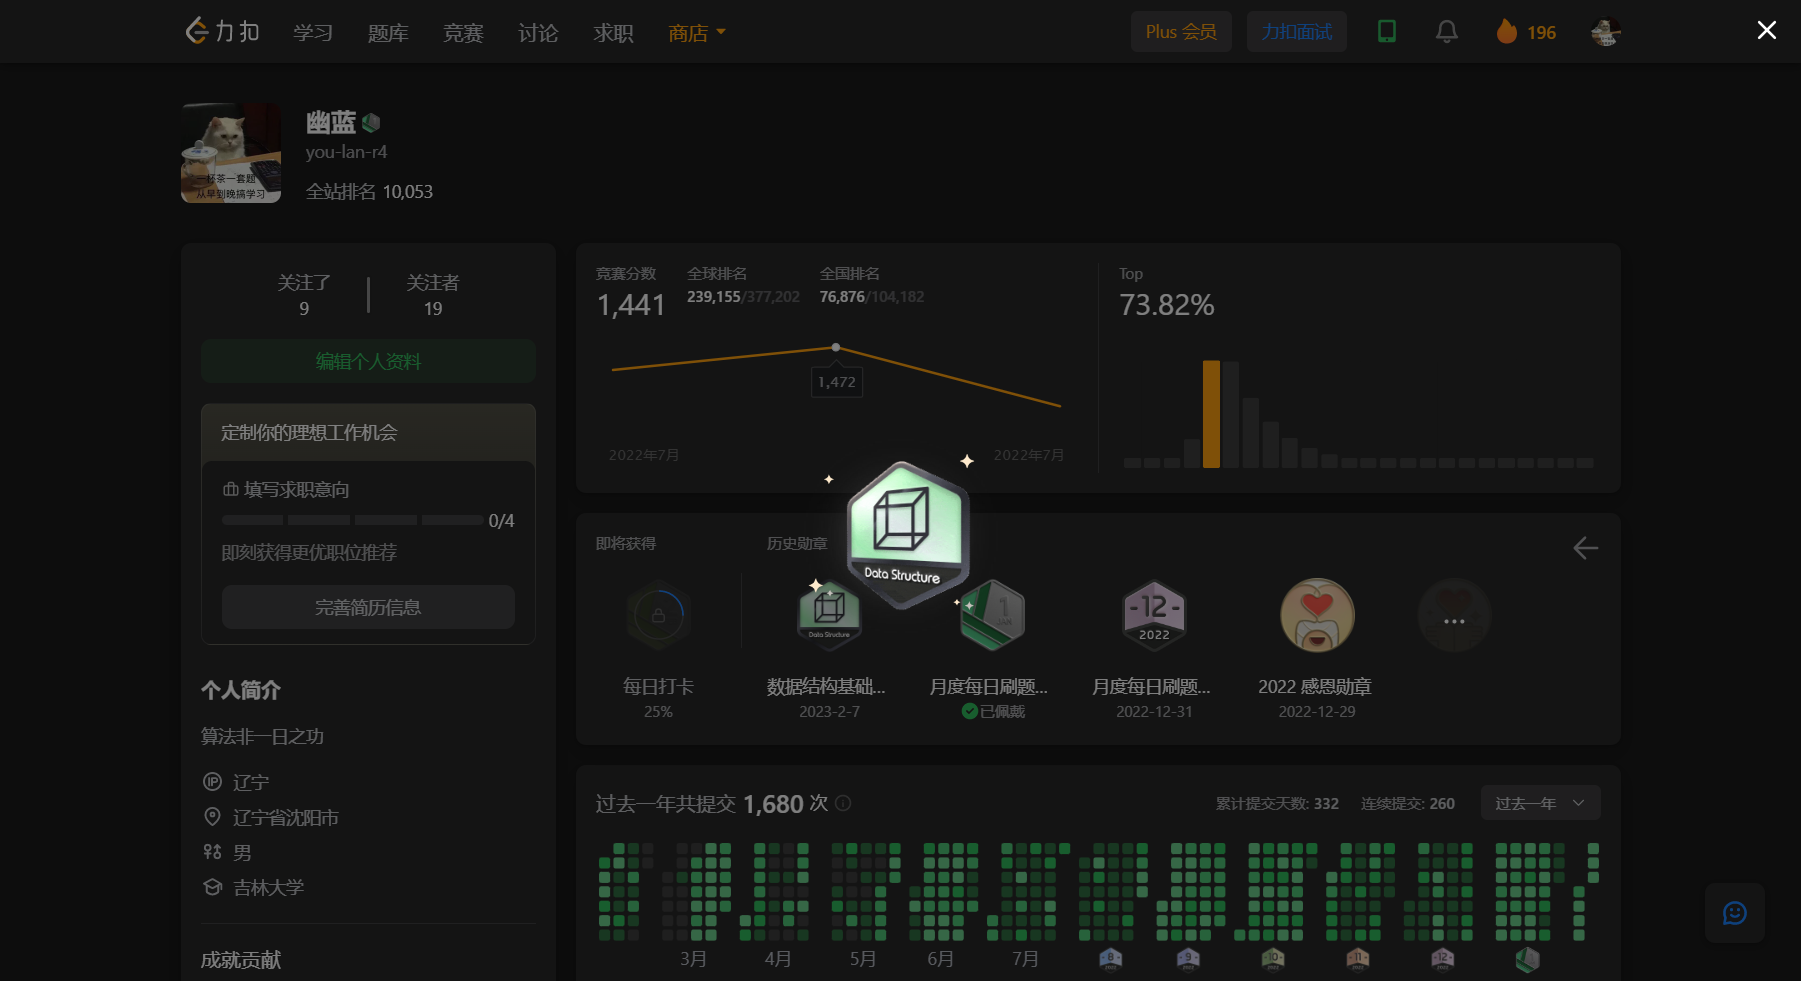 力扣 学习 题库 竞赛 讨论 求职 商店 Plus 会员 力扣面试 196
一杯茶一套题
从早到晚搞学习
幽蓝
you-lan-r4
全站排名 10,053
关注了 关注者
9 19
编辑个人资料
定制你的理想工作机会
填写求职意向
0/4
即刻获得更优职位推荐
完善简历信息
个人简介
算法非一日之功
IP 辽宁
辽宁省沈阳市
男
吉林大学
成就贡献
竞赛分数 全球排名 全国排名
1,441 239,155/377,202 76,876/104,182
1,472
2022年7月 2022年7月
Top
73.82%
即将获得 历史勋章
Data Structure
Data Structure
1
JAN
-12-
2022
每日打卡 数据结构基础... 月度每日刷题... 月度每日刷题... 2022 感恩勋章
25% 2023-2-7 已佩戴 2022-12-31 2022-12-29
过去一年共提交 1,680 次 累计提交天数: 332 连续提交: 260 过去一年
3月 4月 5月 6月 7月 -8- -9- -10- -11- -12-